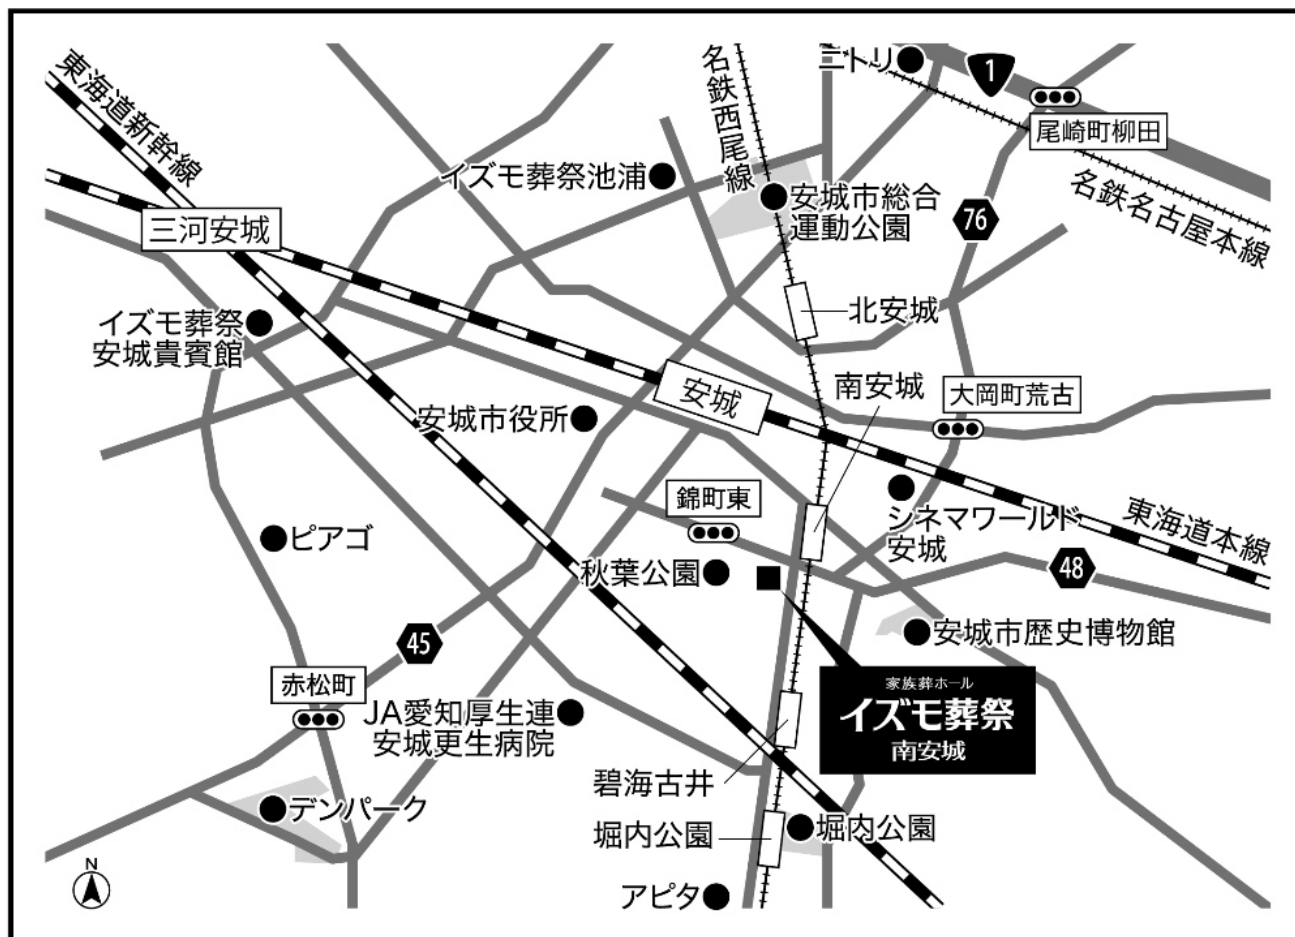 東海道新幹線
名鉄西尾線
ニトリ
1
尾崎町柳田
名鉄名古屋本線
イズモ葬祭池浦
安城市総合
運動公園
76
三河安城
北安城
イズモ葬祭
安城貴賓館
安城
南安城
大岡町荒古
安城市役所
錦町東
シネマワールド
安城
東海道本線
ピアゴ
秋葉公園
48
安城市歴史博物館
45
赤松町
JA愛知厚生連
安城更生病院
家族葬ホール
イズモ葬祭
南安城
碧海古井
デンパーク
堀内公園
堀内公園
アピタ
N